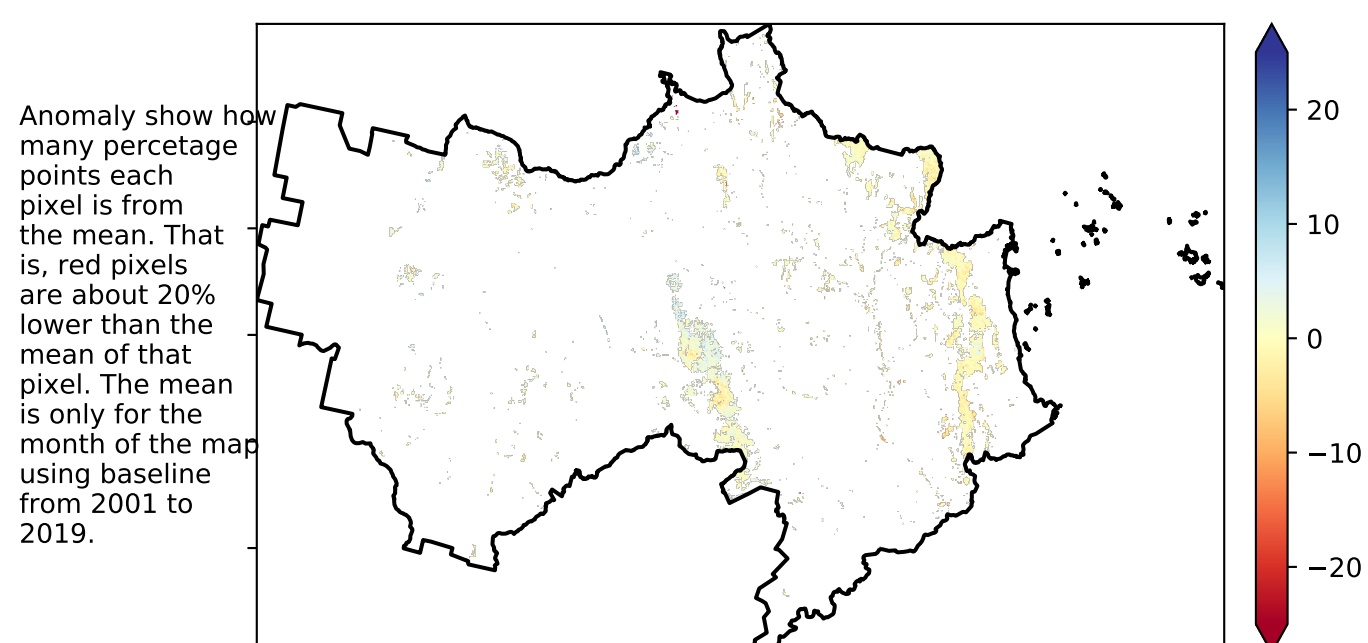 Anomaly show how
many percetage
points each
pixel is from
the mean. That
is, red pixels
are about 20%
lower than the
mean of that
pixel. The mean
is only for the
month of the map
using baseline
from 2001 to
2019.
20
10
0
−10
−20